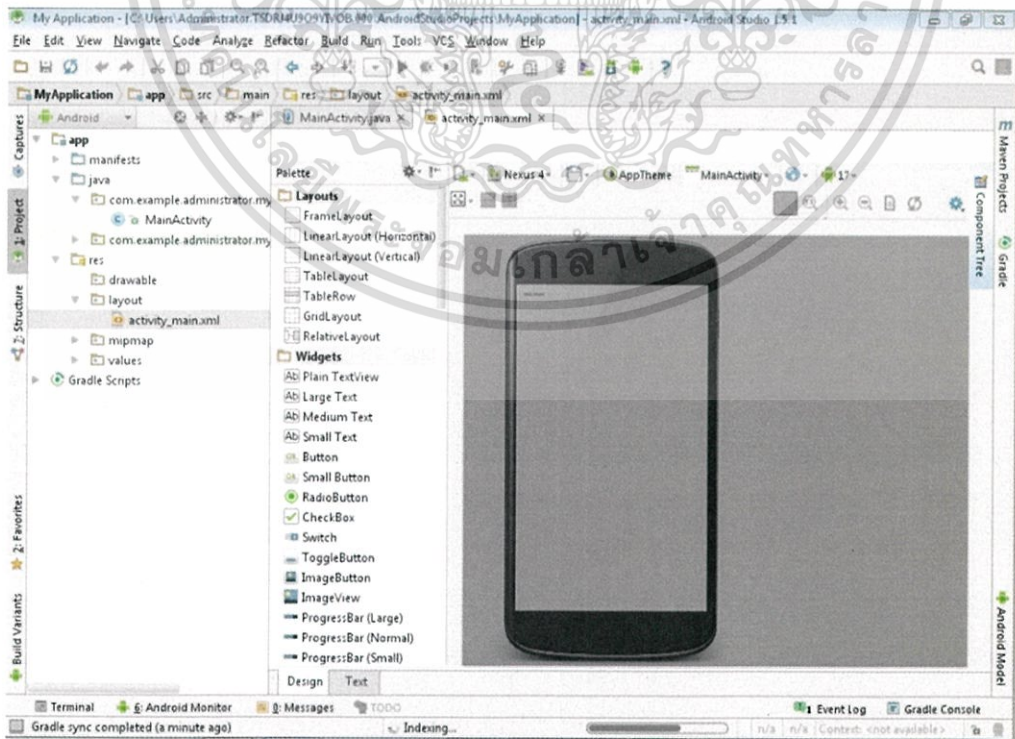 My Application - [C:\Users\Administrator.TSDRJ4U9O9YIVOB.000\AndroidStudioProjects\MyApplication] - activity_main.xml - Android Studio 1.5.1
File Edit View Navigate Code Analyze Refactor Build Run Tools VCS Window Help
MyApplication app src main res layout activity_main.xml
Android MainActivity.java activity_main.xml
app
manifests
java
com.example.administrator.my
MainActivity
com.example.administrator.my
res
drawable
layout
activity_main.xml
mipmap
values
Gradle Scripts
Captures
1: Project
2: Structure
2: Favorites
Build Variants
Palette
Nexus 4 AppTheme MainActivity 17
Layouts
FrameLayout
LinearLayout (Horizontal)
LinearLayout (Vertical)
TableLayout
TableRow
GridLayout
RelativeLayout
Widgets
Plain TextView
Large Text
Medium Text
Small Text
Button
Small Button
RadioButton
CheckBox
Switch
ToggleButton
ImageButton
ImageView
ProgressBar (Large)
ProgressBar (Normal)
ProgressBar (Small)
Design Text
Maven Projects
Gradle
Component Tree
Android Model
Terminal 6: Android Monitor 0: Messages TODO 1 Event Log Gradle Console
Gradle sync completed (a minute ago) Indexing... n/a n/a Context: <not available>